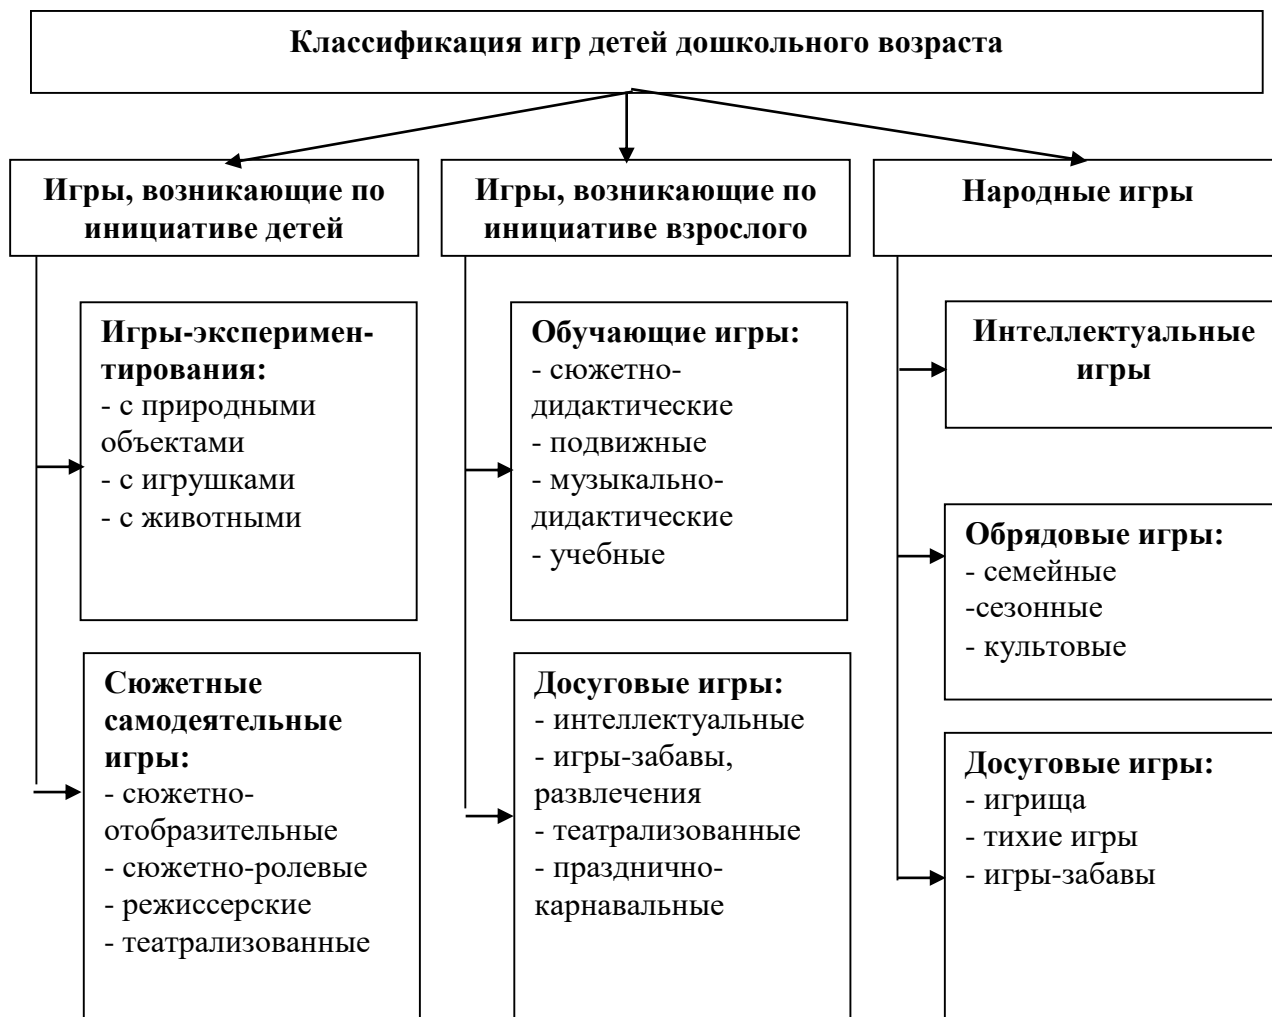 Классификация игр детей дошкольного возраста
Игры, возникающие по
инициативе детей
Игры-эксперимен-
тирования:
- с природными
объектами
- с игрушками
- с животными
Сюжетные
самодеятельные
игры:
- сюжетно-
отобразительные
- сюжетно-ролевые
- режиссерские
- театрализованные
Игры, возникающие по
инициативе взрослого
Обучающие игры:
- сюжетно-
дидактические
- подвижные
- музыкально-
дидактические
- учебные
Досуговые игры:
- интеллектуальные
- игры-забавы,
развлечения
- театрализованные
- празднично-
карнавальные
Народные игры
Интеллектуальные
игры
Обрядовые игры:
- семейные
-сезонные
- культовые
Досуговые игры:
- игрища
- тихие игры
- игры-забавы